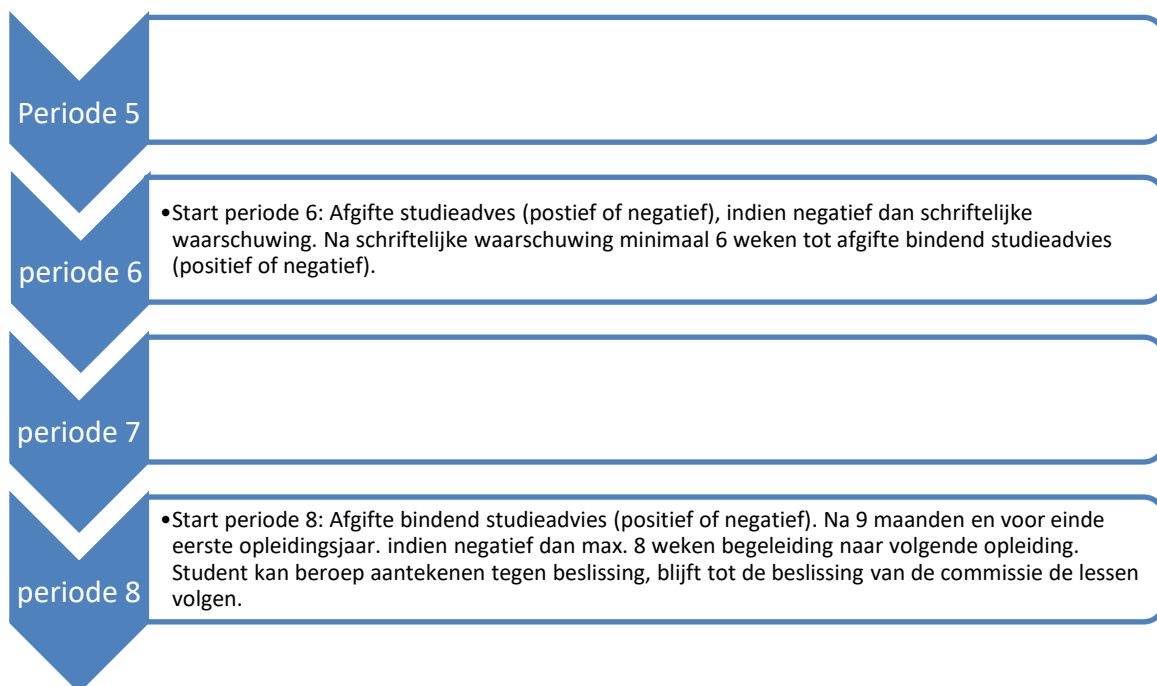 Periode 5
periode 6
•Start periode 6: Afgifte studieadves (postief of negatief), indien negatief dan schriftelijke
waarschuwing. Na schriftelijke waarschuwing minimaal 6 weken tot afgifte bindend studieadvies
(positief of negatief).
periode 7
periode 8
•Start periode 8: Afgifte bindend studieadvies (positief of negatief). Na 9 maanden en voor einde
eerste opleidingsjaar. indien negatief dan max. 8 weken begeleiding naar volgende opleiding.
Student kan beroep aantekenen tegen beslissing, blijft tot de beslissing van de commissie de lessen
volgen.